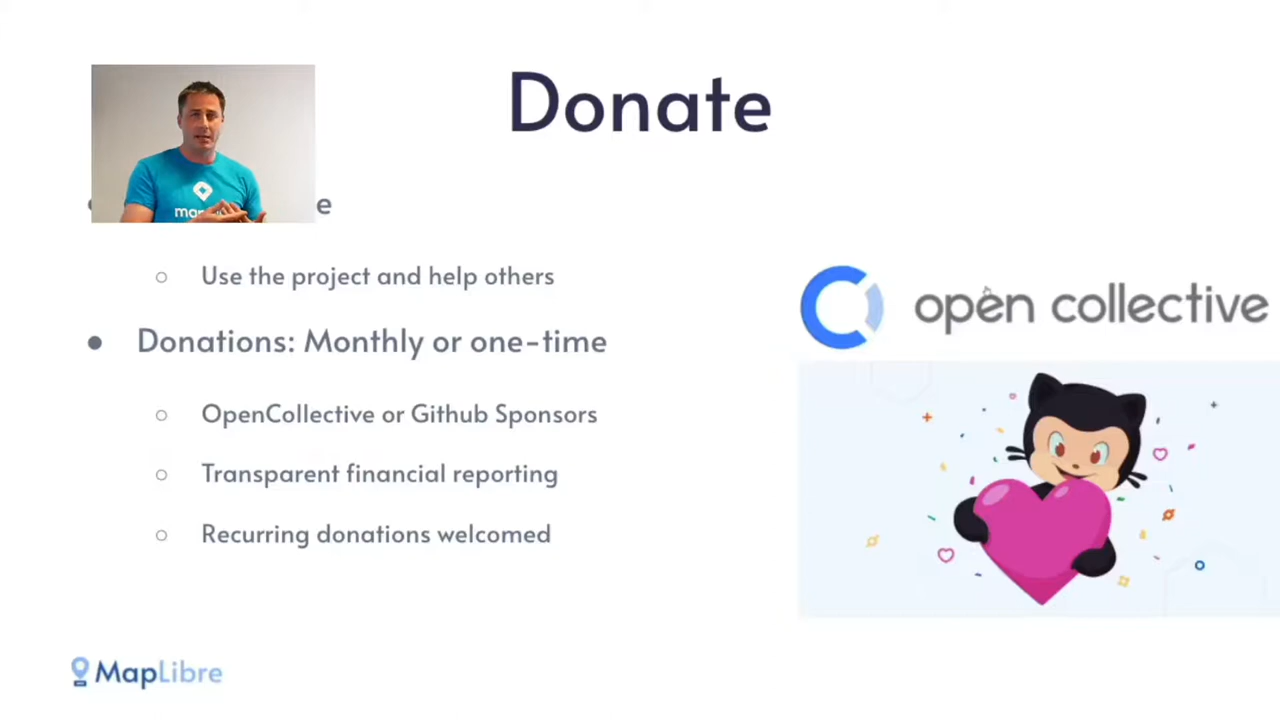 Donate
Use the project and help others
Donations: Monthly or one-time
OpenCollective or Github Sponsors
Transparent financial reporting
Recurring donations welcomed
open collective
MapLibre